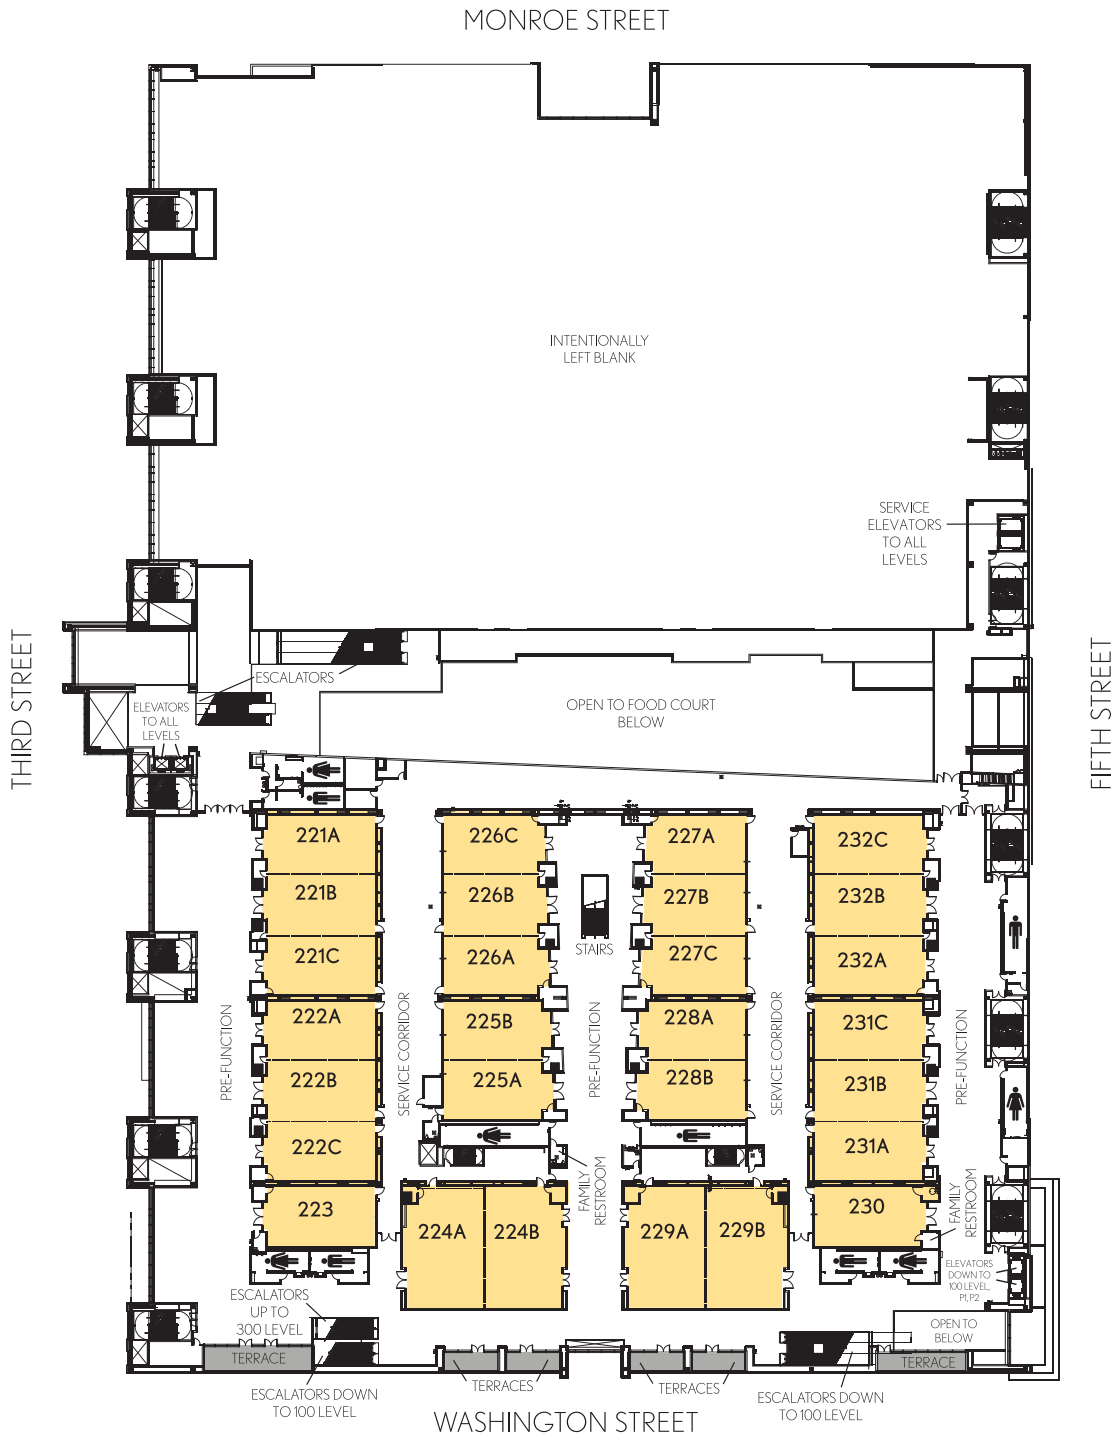 MONROE STREET
INTENTIONALLY
LEFT BLANK
SERVICE
ELEVATORS
TO ALL
LEVELS
THIRD STREET
FIFTH STREET
ESCALATORS
ELEVATORS
TO ALL
LEVELS
OPEN TO FOOD COURT
BELOW
221A
226C
227A
232C
221B
226B
227B
232B
STAIRS
221C
226A
227C
232A
PRE-FUNCTION
SERVICE CORRIDOR
PRE-FUNCTION
SERVICE CORRIDOR
PRE-FUNCTION
222A
225B
228A
231C
222B
225A
228B
231B
222C
231A
FAMILY
RESTROOM
FAMILY
RESTROOM
223
224A
224B
229A
229B
230
ELEVATORS
DOWN TO
100 LEVEL,
P1, P2
ESCALATORS
UP TO
300 LEVEL
OPEN TO
BELOW
TERRACE
TERRACE
TERRACES
TERRACES
ESCALATORS DOWN
TO 100 LEVEL
ESCALATORS DOWN
TO 100 LEVEL
WASHINGTON STREET